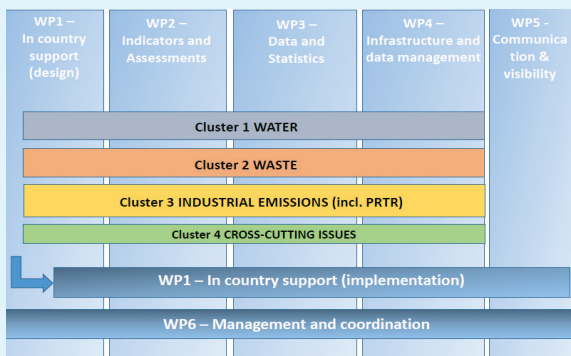 WP1 –
In country
support
(design)
WP2 –
Indicators and
Assessments
WP3 –
Data and
Statistics
WP4 –
Infrastructure and
data management
WP5 -
Communica
tion &
visibility
Cluster 1 WATER
Cluster 2 WASTE
Cluster 3 INDUSTRIAL EMISSIONS (incl. PRTR)
Cluster 4 CROSS-CUTTING ISSUES
WP1 – In country support (implementation)
WP6 – Management and coordination